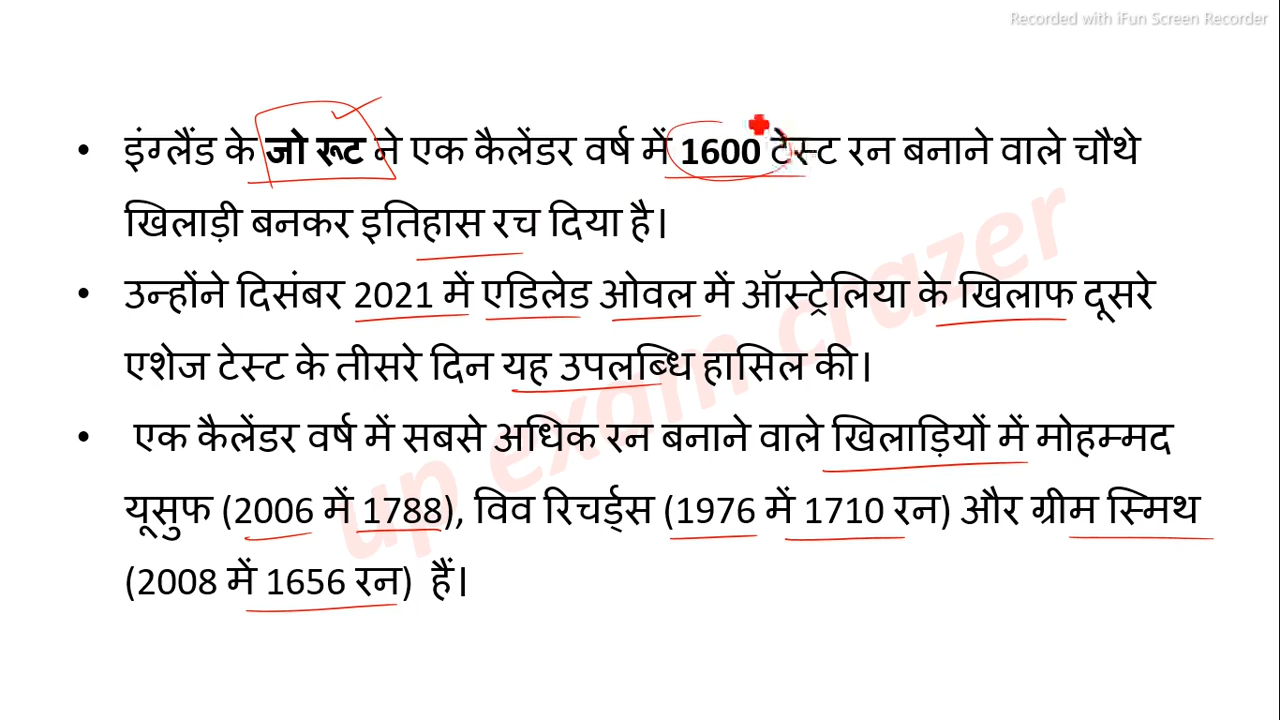 Recorded with iFun Screen Recorder
• इंग्लैंड के जो रूट ने एक कैलेंडर वर्ष में 1600 टेस्ट रन बनाने वाले चौथे
खिलाड़ी बनकर इतिहास रच दिया है।
• उन्होंने दिसंबर 2021 में एडिलेड ओवल में ऑस्ट्रेलिया के खिलाफ दूसरे
एशेज टेस्ट के तीसरे दिन यह उपलब्धि हासिल की।
• एक कैलेंडर वर्ष में सबसे अधिक रन बनाने वाले खिलाड़ियों में मोहम्मद
यूसुफ (2006 में 1788), विव रिचर्ड्स (1976 में 1710 रन) और ग्रीम स्मिथ
(2008 में 1656 रन) हैं।
up exam crazer